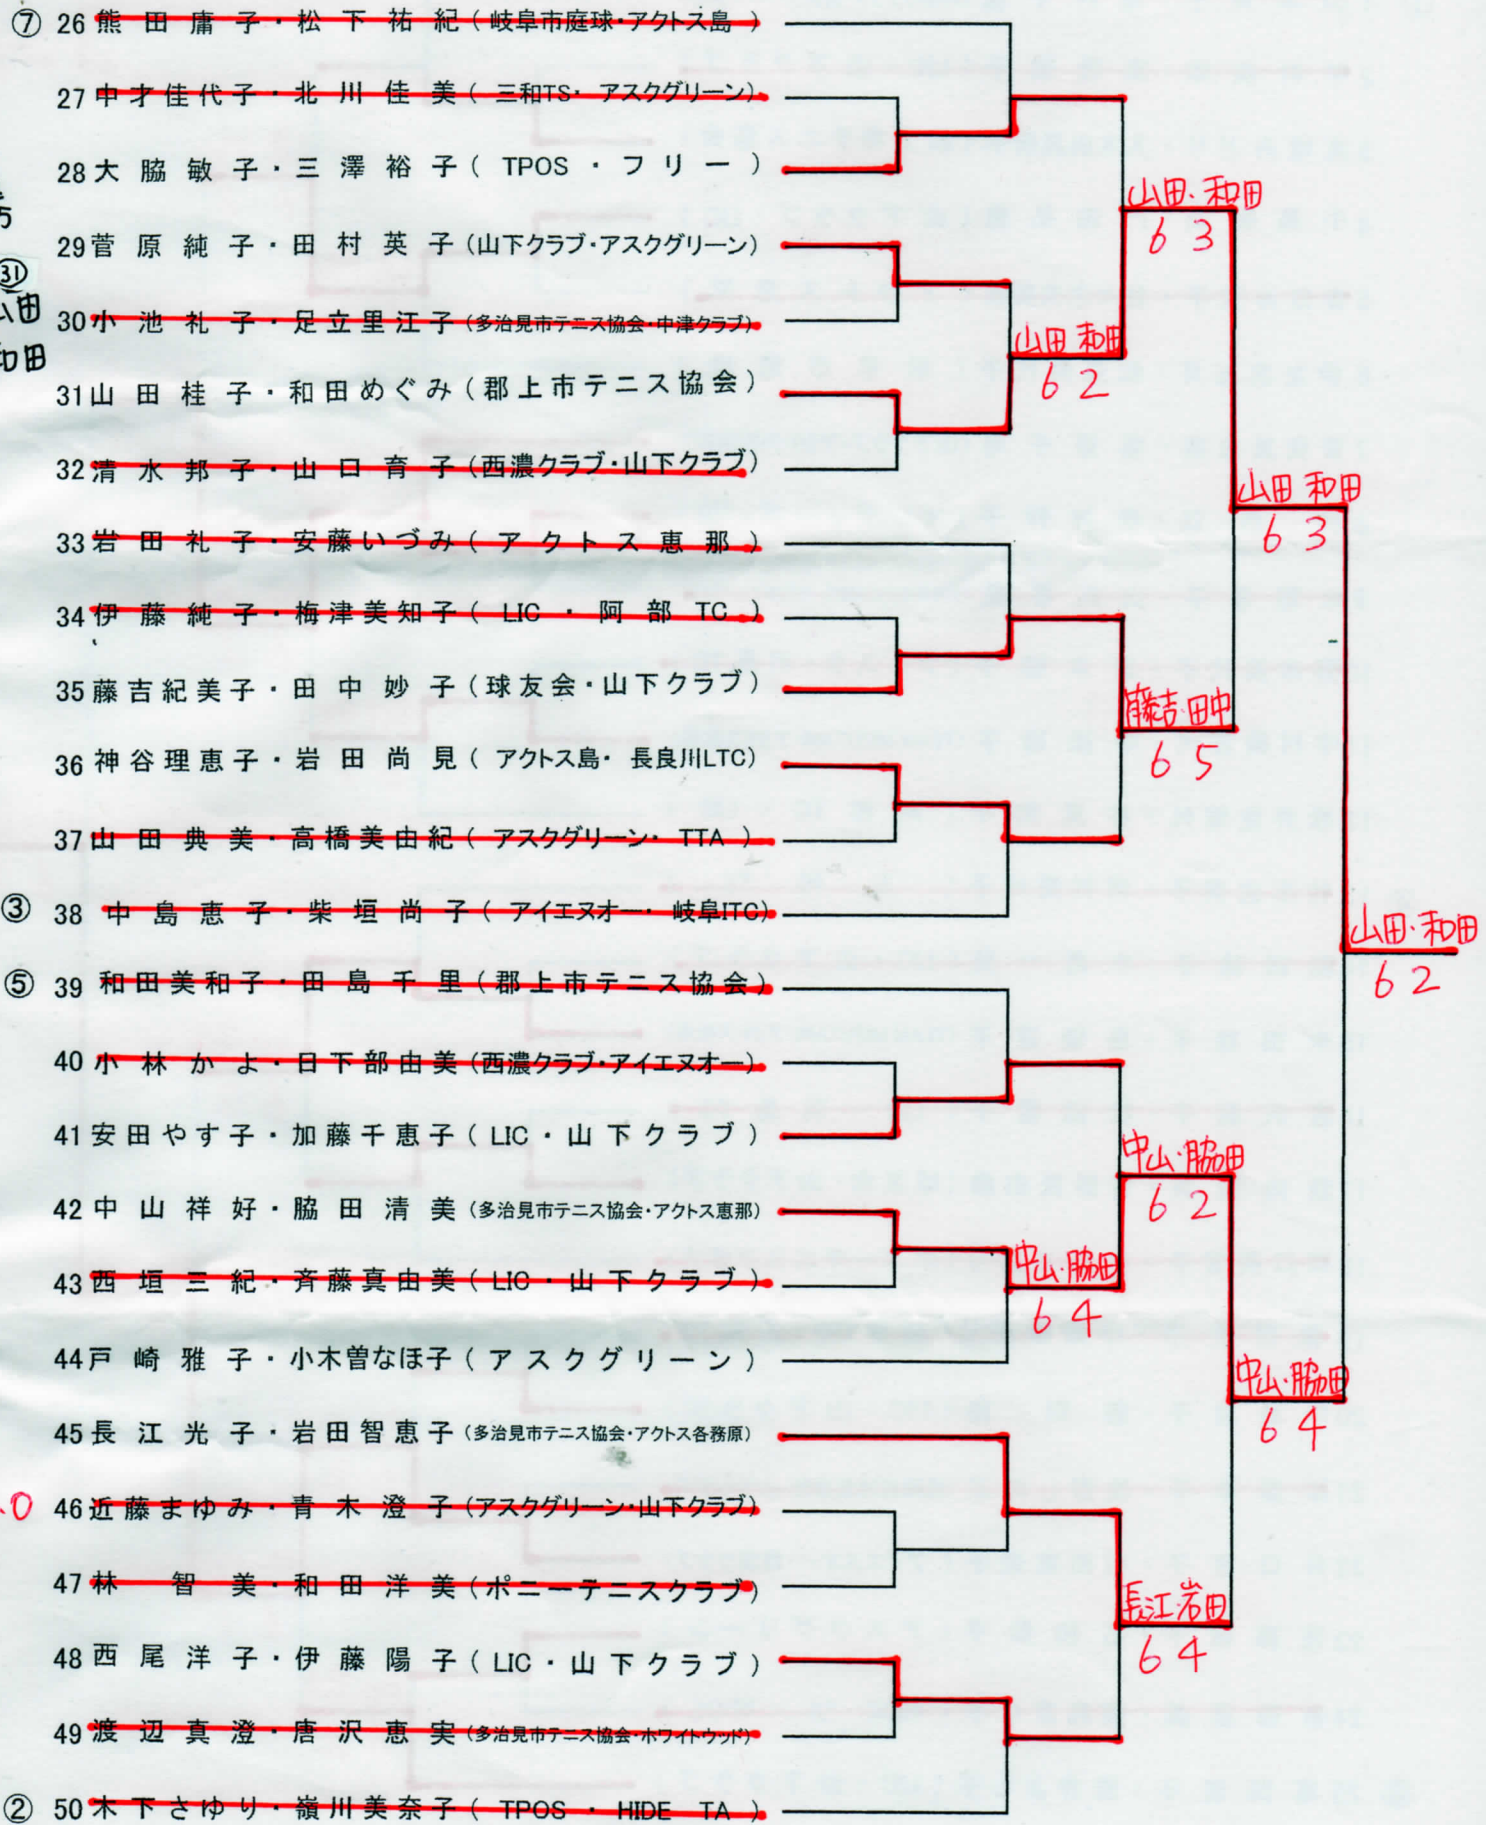 ⑦ 26 熊田庸子・松下祐紀(岐阜市庭球・アクトス島)
27 中才佳代子・北川佳美(三和TS・アスクグリーン)
28 大脇敏子・三澤裕子(TPOS・フリー)
山田・和田
6 3
29 菅原純子・田村英子(山下クラブ・アスクグリーン)
㉛
山田
30 小池礼子・足立里江子(多治見市テニス協会・中津クラブ)
山田 和田
6 2
和田
31 山田桂子・和田めぐみ(郡上市テニス協会)
32 清水邦子・山口育子(西濃クラブ・山下クラブ)
山田 和田
6 3
33 岩田礼子・安藤いづみ(アクトス恵那)
34 伊藤純子・梅津美知子(LIC・阿部TC)
35 藤吉紀美子・田中妙子(球友会・山下クラブ)
藤吉・田中
6 5
36 神谷理恵子・岩田尚見(アクトス島・長良川LTC)
37 山田典美・高橋美由紀(アスクグリーン・TTA)
③ 38 中島恵子・柴垣尚子(アイエヌオー・岐阜ITC)
山田・和田
6 2
⑤ 39 和田美和子・田島千里(郡上市テニス協会)
40 小林かよ・日下部由美(西濃クラブ・アイエヌオー)
41 安田やす子・加藤千恵子(LIC・山下クラブ)
中山・脇田
6 2
42 中山祥好・脇田清美(多治見市テニス協会・アクトス恵那)
43 西垣三紀・斉藤真由美(LIC・山下クラブ)
中山・脇田
6 4
44 戸崎雅子・小木曽なほ子(アスクグリーン)
中山・脇田
6 4
45 長江光子・岩田智恵子(多治見市テニス協会・アクトス各務原)
46 近藤まゆみ・青木澄子(アスクグリーン・山下クラブ)
47 林智美・和田洋美(ポニーテニスクラブ)
長江・岩田
6 4
48 西尾洋子・伊藤陽子(LIC・山下クラブ)
49 渡辺真澄・唐沢恵実(多治見市テニス協会・ホワイトウッド)
② 50 木下さゆり・嶺川美奈子(TPOS・HIDE TA)